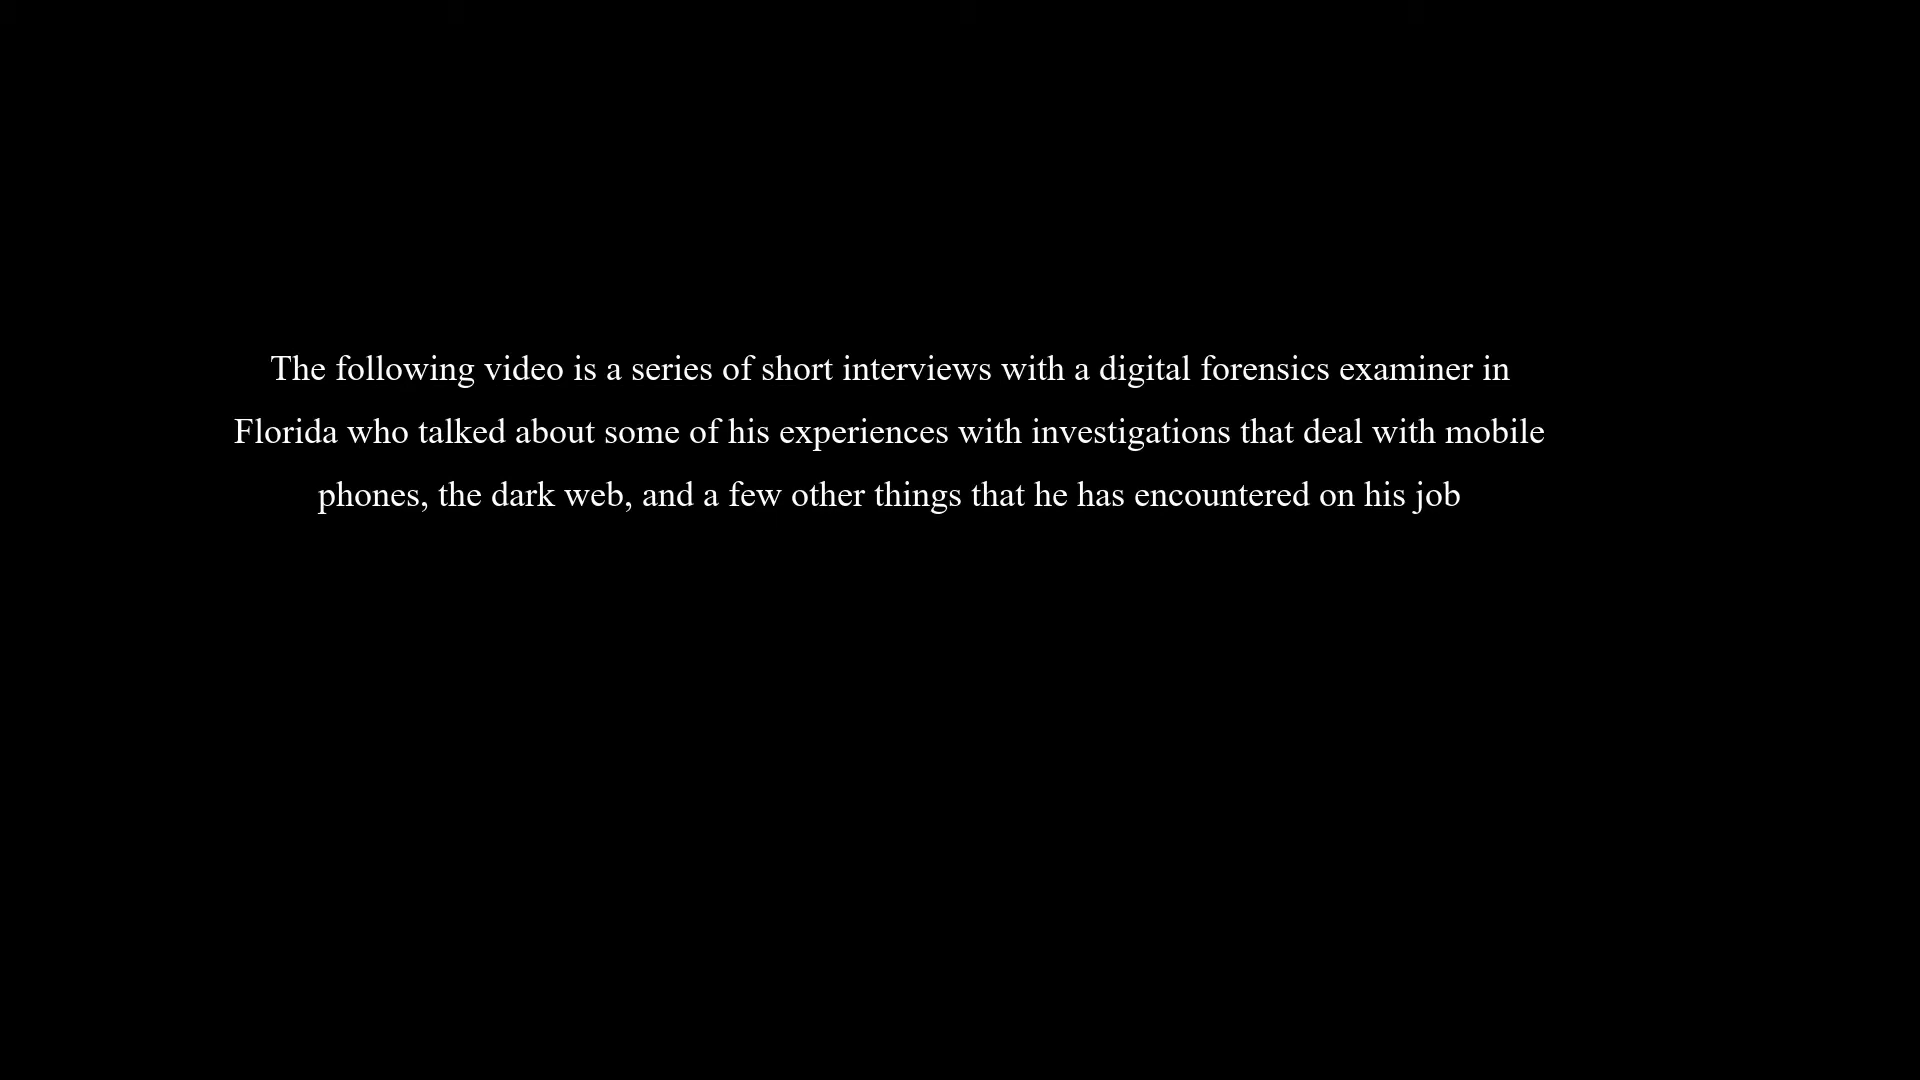 The following video is a series of short interviews with a digital forensics examiner in
Florida who talked about some of his experiences with investigations that deal with mobile
phones, the dark web, and a few other things that he has encountered on his job